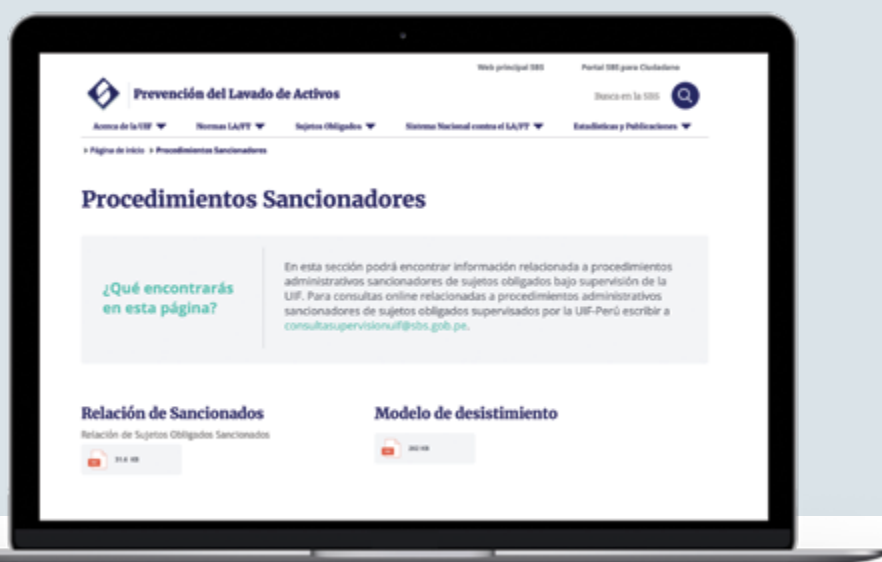 Web principal SBS Portal SBS para Ciudadano
Prevención del Lavado de Activos Busca en la SBS
Acerca de la UIF Normas LA/FT Sujetos Obligados Sistema Nacional contra el LA/FT Estadísticas y Publicaciones
> Página de inicio > Procedimientos Sancionadores
Procedimientos Sancionadores
¿Qué encontrarás
en esta página?
En esta sección podrá encontrar información relacionada a procedimientos
administrativos sancionadores de sujetos obligados bajo supervisión de la
UIF. Para consultas online relacionadas a procedimientos administrativos
sancionadores de sujetos obligados supervisados por la UIF-Perú escribir a
consultasupervisionuif@sbs.gob.pe.
Relación de Sancionados
Relación de Sujetos Obligados Sancionados
Modelo de desistimiento